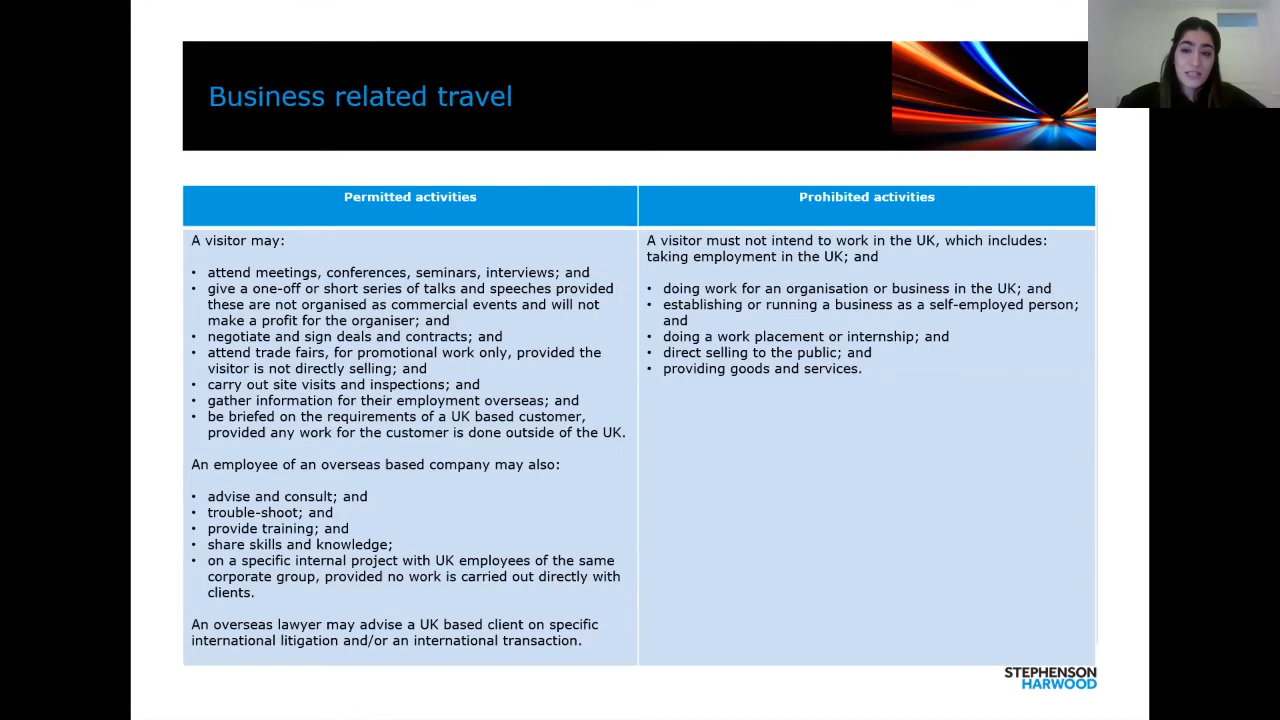 Business related travel
Permitted activities
Prohibited activities
A visitor may:
• attend meetings, conferences, seminars, interviews; and
• give a one-off or short series of talks and speeches provided
these are not organised as commercial events and will not
make a profit for the organiser; and
• negotiate and sign deals and contracts; and
• attend trade fairs, for promotional work only, provided the
visitor is not directly selling; and
• carry out site visits and inspections; and
• gather information for their employment overseas; and
• be briefed on the requirements of a UK based customer,
provided any work for the customer is done outside of the UK.
An employee of an overseas based company may also:
• advise and consult; and
• trouble-shoot; and
• provide training; and
• share skills and knowledge;
• on a specific internal project with UK employees of the same
corporate group, provided no work is carried out directly with
clients.
An overseas lawyer may advise a UK based client on specific
international litigation and/or an international transaction.
A visitor must not intend to work in the UK, which includes:
taking employment in the UK; and
• doing work for an organisation or business in the UK; and
• establishing or running a business as a self-employed person;
and
• doing a work placement or internship; and
• direct selling to the public; and
• providing goods and services.
STEPHENSON
HARWOOD